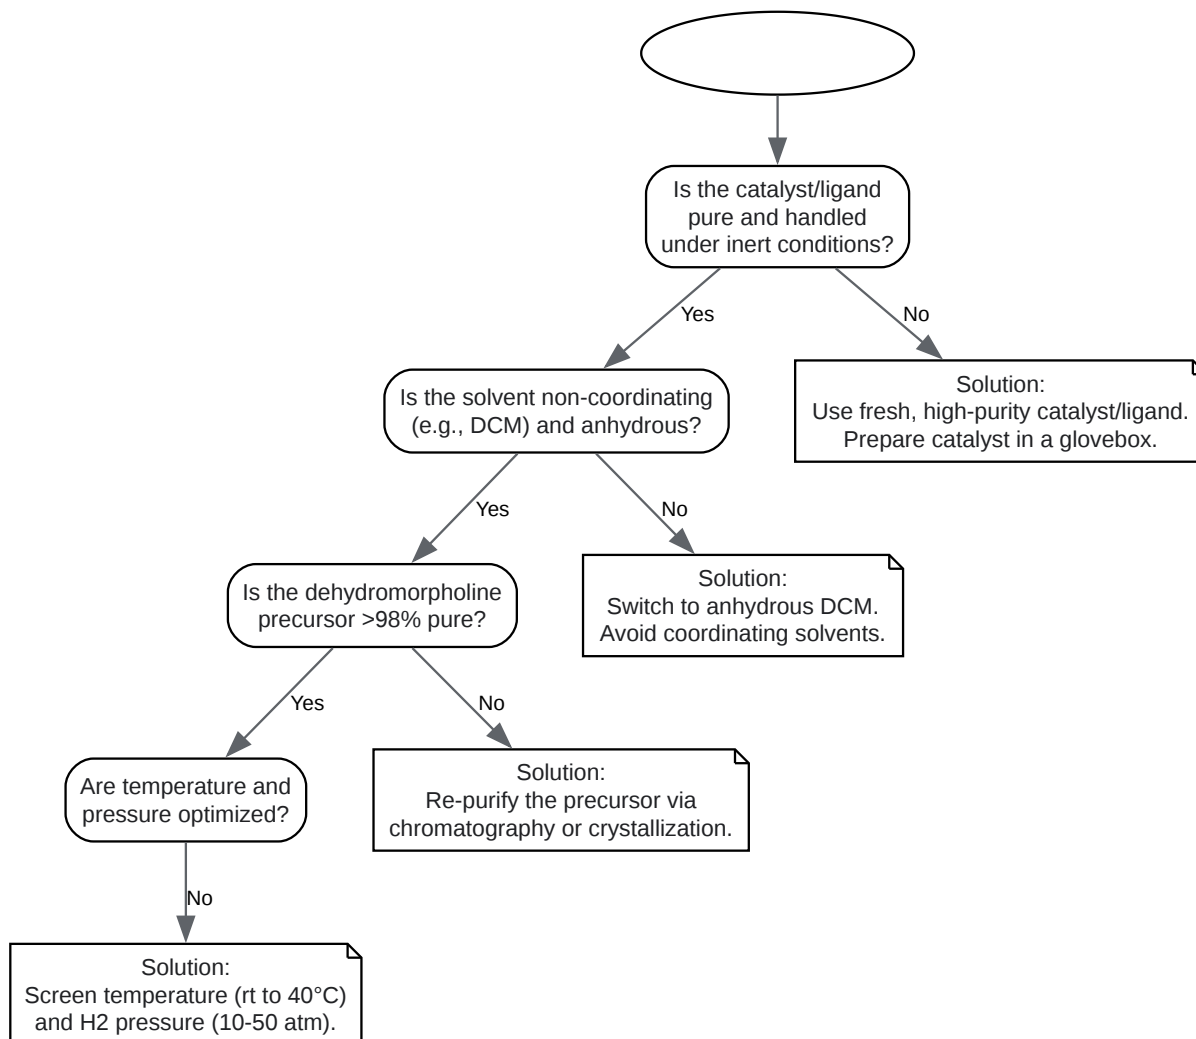 Is the catalyst/ligand
pure and handled
under inert conditions?
Yes
No
Is the solvent non-coordinating
(e.g., DCM) and anhydrous?
Solution:
Use fresh, high-purity catalyst/ligand.
Prepare catalyst in a glovebox.
Yes
No
Is the dehydromorpholine
precursor >98% pure?
Solution:
Switch to anhydrous DCM.
Avoid coordinating solvents.
Yes
No
Are temperature and
pressure optimized?
Solution:
Re-purify the precursor via
chromatography or crystallization.
No
Solution:
Screen temperature (rt to 40°C)
and H2 pressure (10-50 atm).